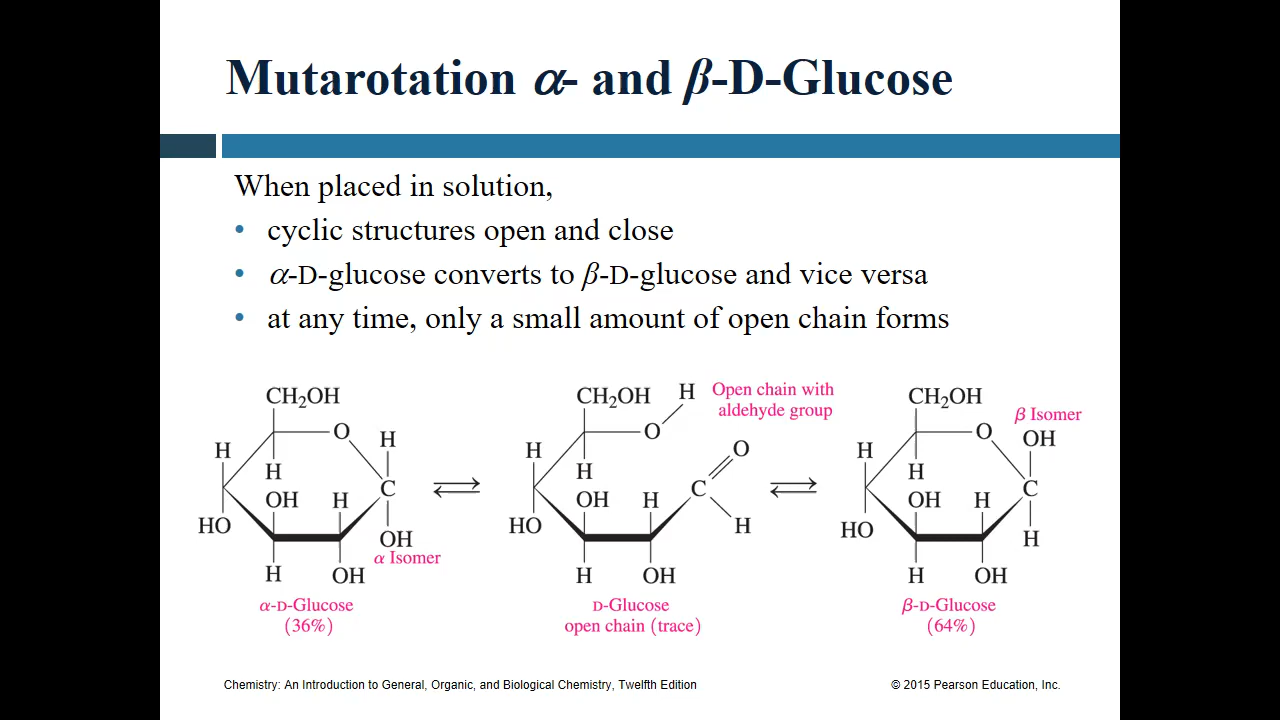 Mutarotation α- and β-D-Glucose
When placed in solution,
• cyclic structures open and close
• α-D-glucose converts to β-D-glucose and vice versa
• at any time, only a small amount of open chain forms
CH₂OH
O
H
H
H
OH
H
C
HO
OH
α Isomer
H
OH
α-D-Glucose
(36%)
CH₂OH
H
Open chain with
aldehyde group
O
H
O
H
OH
H
C
HO
H
H
OH
D-Glucose
open chain (trace)
CH₂OH
β Isomer
O
OH
H
H
OH
H
C
HO
H
H
OH
β-D-Glucose
(64%)
Chemistry: An Introduction to General, Organic, and Biological Chemistry, Twelfth Edition
© 2015 Pearson Education, Inc.